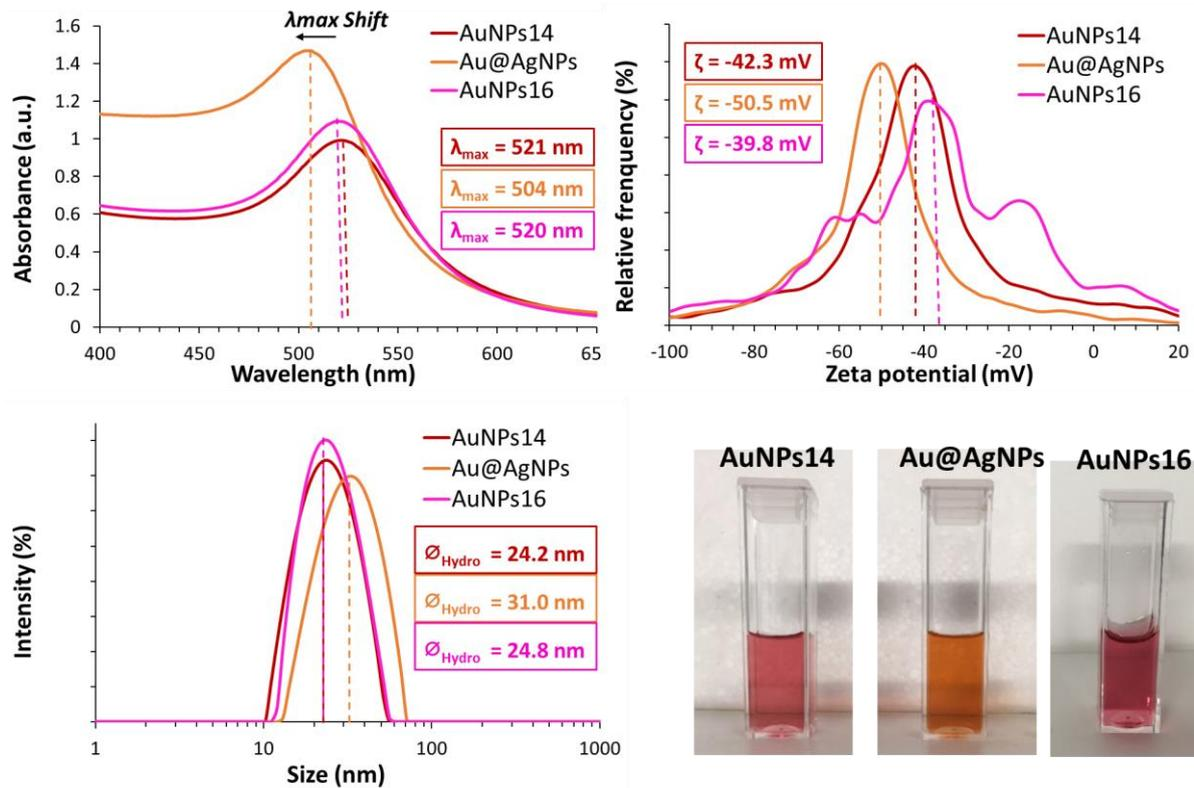 λmax Shift
AuNPs14
Au@AgNPs
AuNPs16
λmax = 521 nm
λmax = 504 nm
λmax = 520 nm
Absorbance (a.u.)
1.6
1.4
1.2
1
0.8
0.6
0.4
0.2
0
400 450 500 550 600 65
Wavelength (nm)
AuNPs14
Au@AgNPs
AuNPs16
ζ = -42.3 mV
ζ = -50.5 mV
ζ = -39.8 mV
Relative frenquency (%)
-100 -80 -60 -40 -20 0 20
Zeta potential (mV)
AuNPs14
Au@AgNPs
AuNPs16
∅Hydro = 24.2 nm
∅Hydro = 31.0 nm
∅Hydro = 24.8 nm
Intensity (%)
1 10 100 1000
Size (nm)
AuNPs14 Au@AgNPs AuNPs16